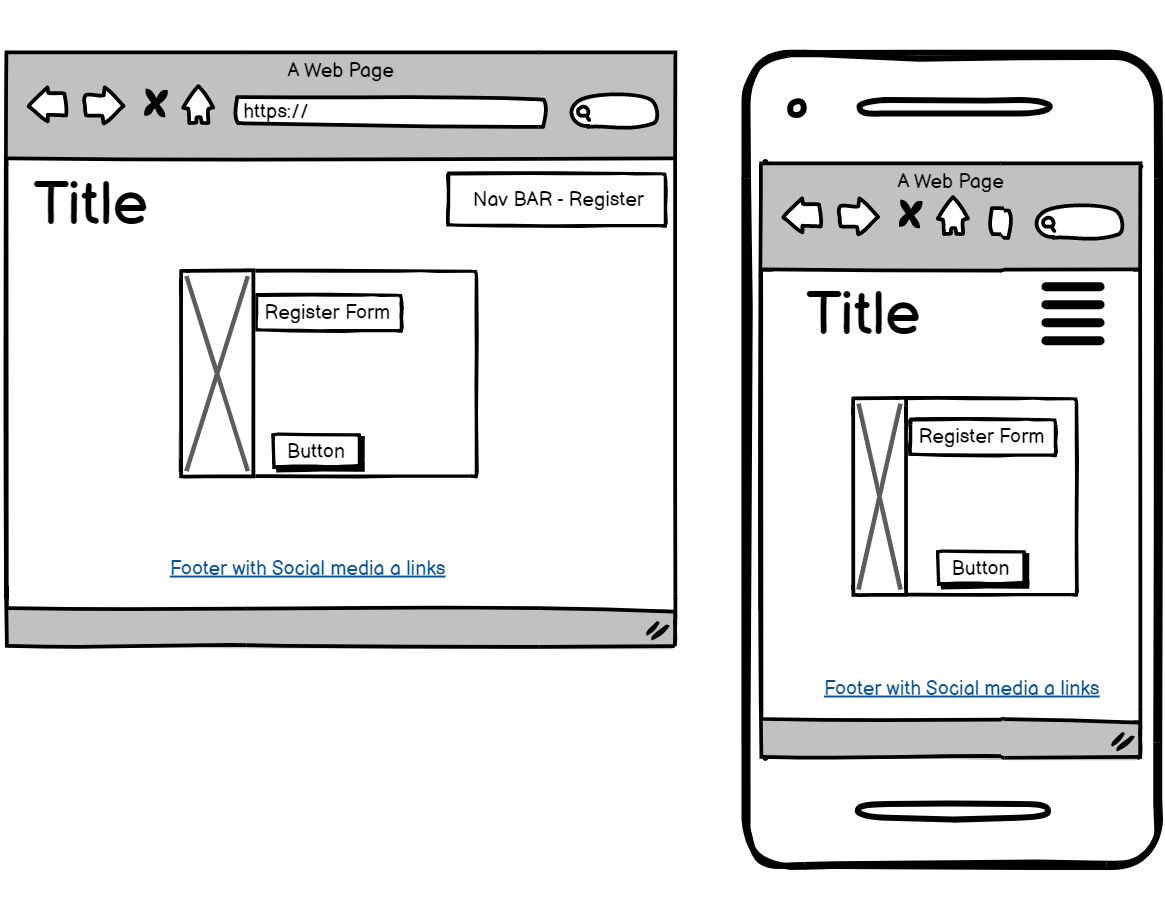 A Web Page
https://
Title
Nav BAR - Register
Register Form
Button
Footer with Social media a links
A Web Page
Title
Register Form
Button
Footer with Social media a links